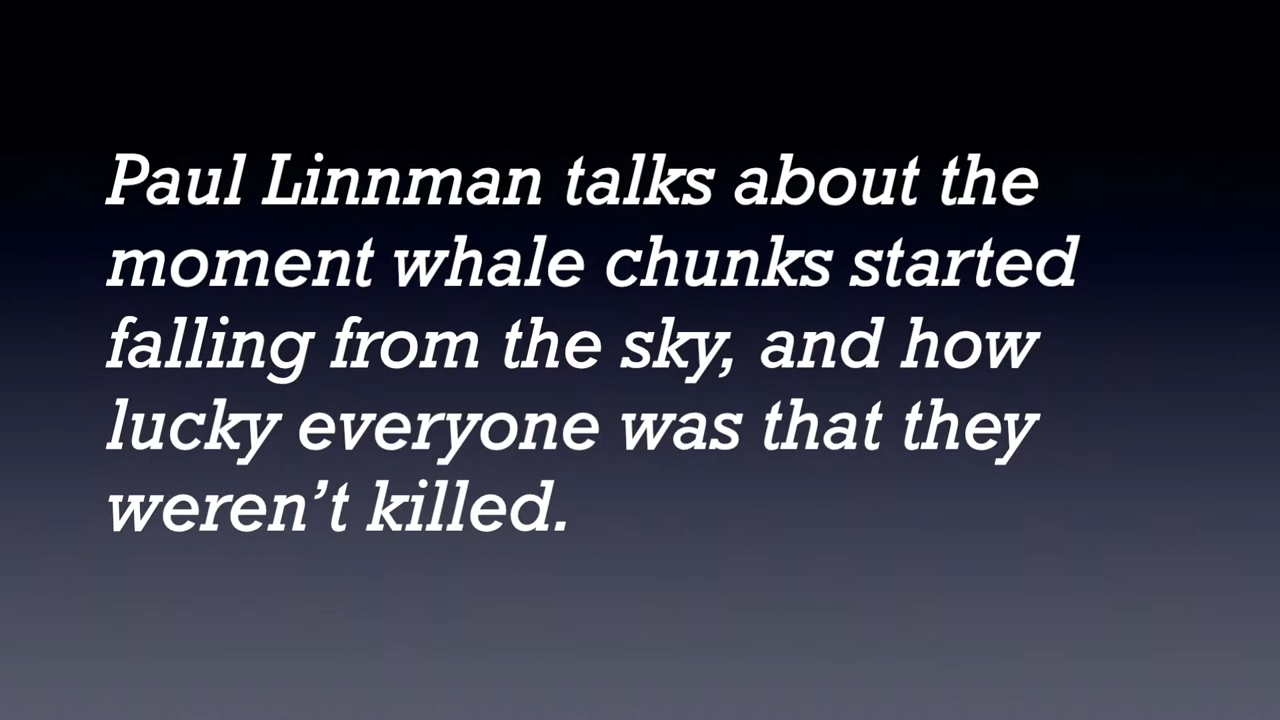 Paul Linnman talks about the
moment whale chunks started
falling from the sky, and how
lucky everyone was that they
weren’t killed.